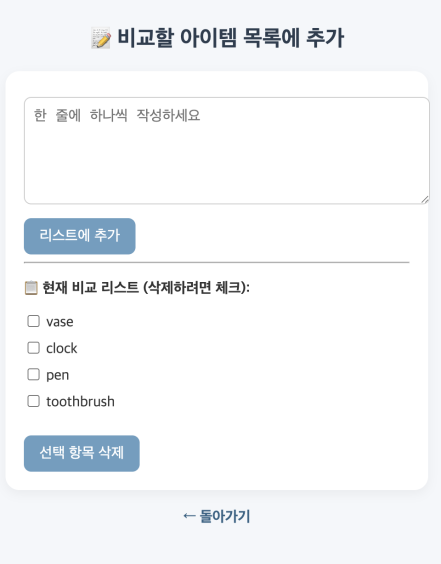 📝 비교할 아이템 목록에 추가
한 줄에 하나씩 작성하세요
리스트에 추가
📋 현재 비교 리스트 (삭제하려면 체크):
vase
clock
pen
toothbrush
선택 항목 삭제
← 돌아가기